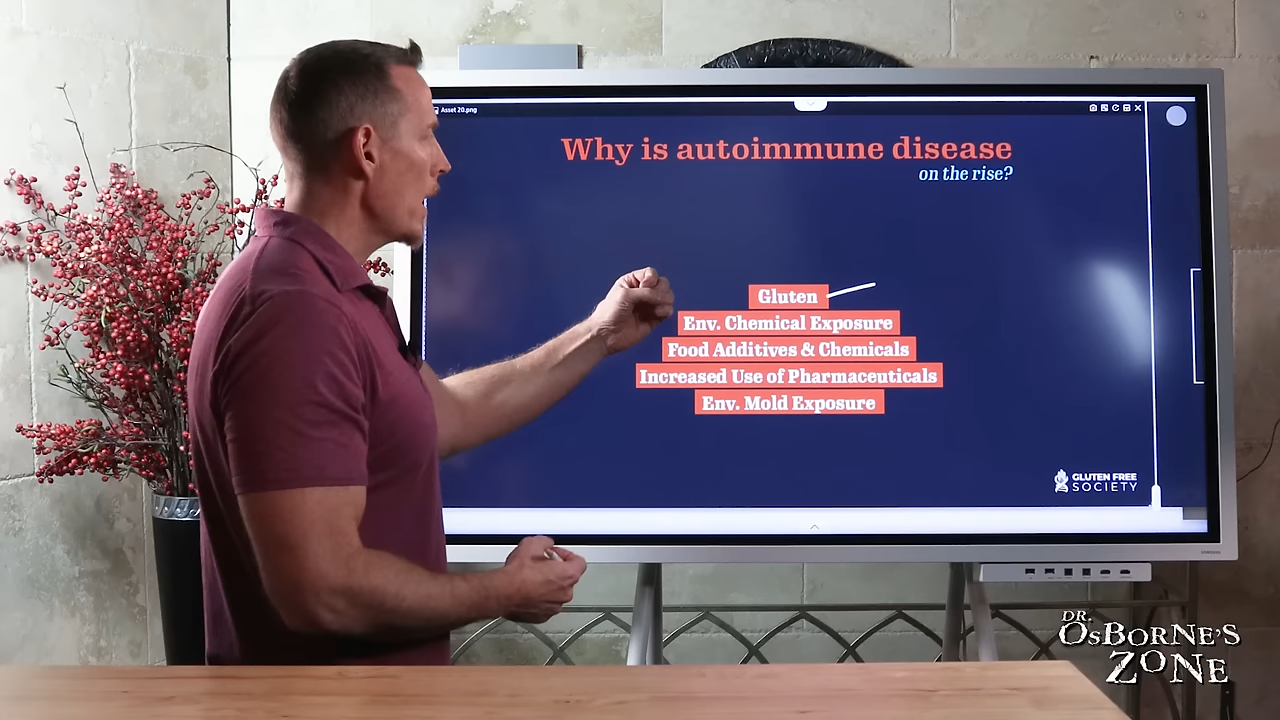 Asset 20.png
Why is autoimmune disease
on the rise?
Gluten
Env. Chemical Exposure
Food Additives & Chemicals
Increased Use of Pharmaceuticals
Env. Mold Exposure
GLUTEN FREE
SOCIETY
SAMSUNG
DR.
OSBORNE'S
ZONE